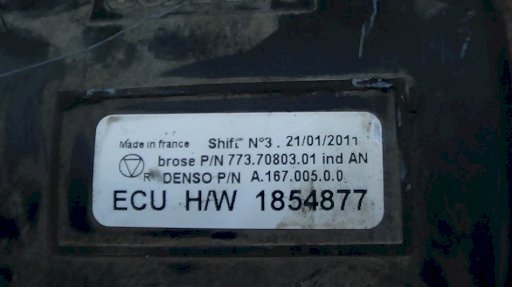 Made in france Shift N°3 . 21/01/2011
brose P/N 773.70803.01 ind AN
R DENSO P/N A.167.005.0.0
ECU H/W 1854877